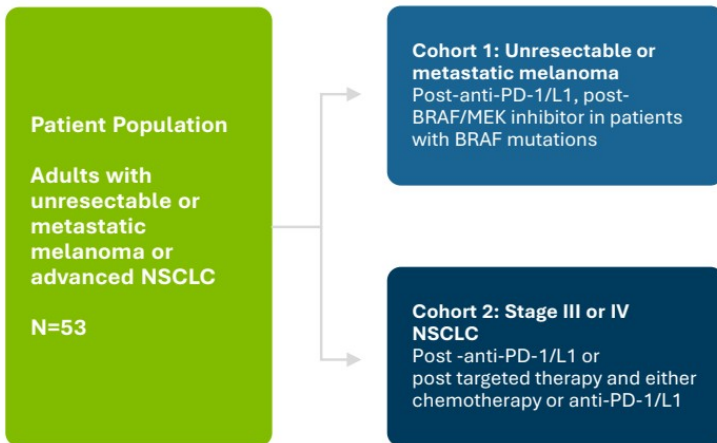 Patient Population
Adults with
unresectable or
metastatic
melanoma or
advanced NSCLC
N=53
Cohort 1: Unresectable or
metastatic melanoma
Post-anti-PD-1/L1, post-
BRAF/MEK inhibitor in patients
with BRAF mutations
Cohort 2: Stage III or IV
NSCLC
Post -anti-PD-1/L1 or
post targeted therapy and either
chemotherapy or anti-PD-1/L1